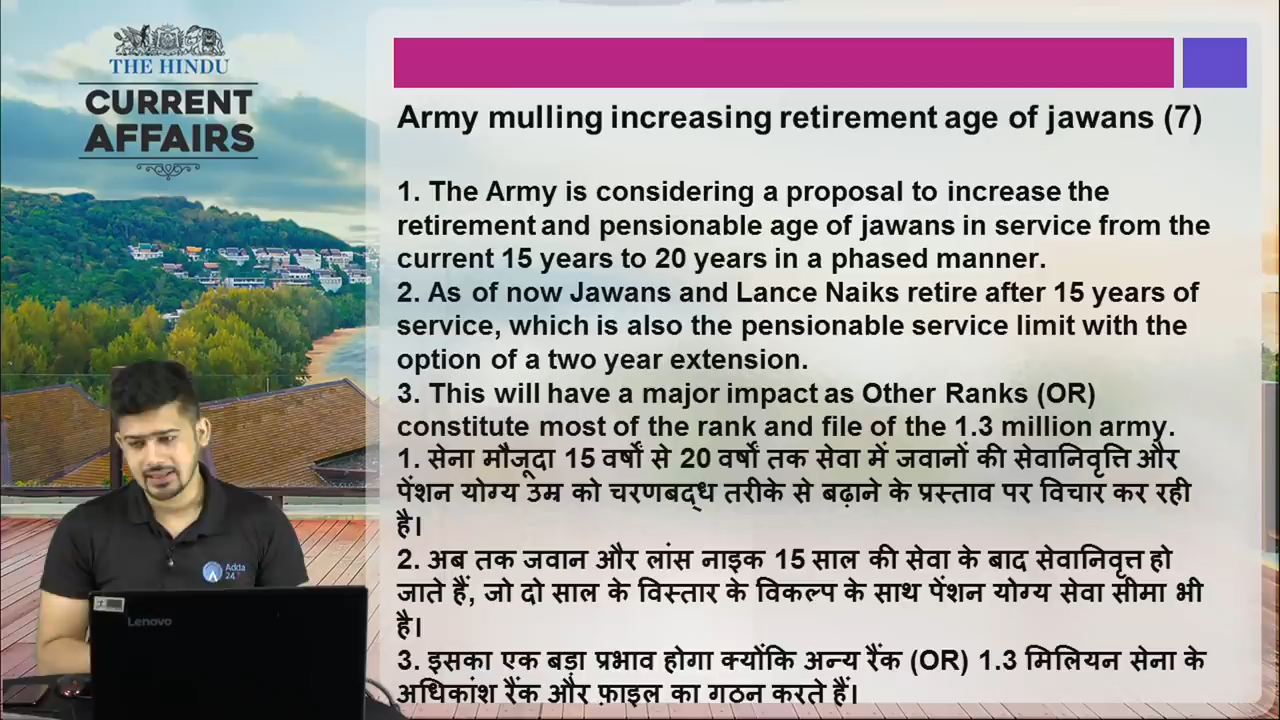 THE HINDU
CURRENT
AFFAIRS
Army mulling increasing retirement age of jawans (7)
1. The Army is considering a proposal to increase the
retirement and pensionable age of jawans in service from the
current 15 years to 20 years in a phased manner.
2. As of now Jawans and Lance Naiks retire after 15 years of
service, which is also the pensionable service limit with the
option of a two year extension.
3. This will have a major impact as Other Ranks (OR)
constitute most of the rank and file of the 1.3 million army.
1. सेना मौजूदा 15 वर्षों से 20 वर्षों तक सेवा में जवानों की सेवानिवृत्ति और
पेंशन योग्य उम्र को चरणबद्ध तरीके से बढ़ाने के प्रस्ताव पर विचार कर रही
है।
2. अब तक जवान और लांस नाइक 15 साल की सेवा के बाद सेवानिवृत्त हो
जाते हैं, जो दो साल के विस्तार के विकल्प के साथ पेंशन योग्य सेवा सीमा भी
है।
3. इसका एक बड़ा प्रभाव होगा क्योंकि अन्य रैंक (OR) 1.3 मिलियन सेना के
अधिकांश रैंक और फ़ाइल का गठन करते हैं।
Adda
24
Lenovo